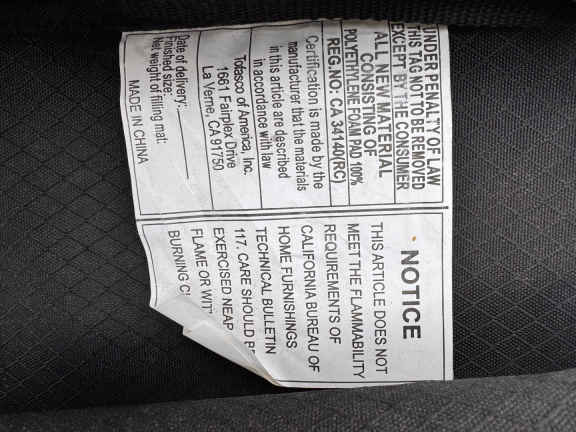 UNDER PENALTY OF LAW
THIS TAG NOT TO BE REMOVED
EXCEPT BY THE CONSUMER
ALL NEW MATERIAL
CONSISTING OF
POLYETHYLENE FOAM PAD 100%
REG.NO: CA 34140(RC)
Certification is made by the
manufacturer that the materials
in this article are described
in accordance with law
Tobasco of America, Inc.
1661 Fairplex Drive
La Verne, CA 91750
Date of delivery:
Finished size:
Net weight of filling mat:
MADE IN CHINA
NOTICE
THIS ARTICLE DOES NOT
MEET THE FLAMMABILITY
REQUIREMENTS OF
CALIFORNIA BUREAU OF
HOME FURNISHINGS
TECHNICAL BULLETIN
117. CARE SHOULD
EXERCISED
FLAME OR
BURNING